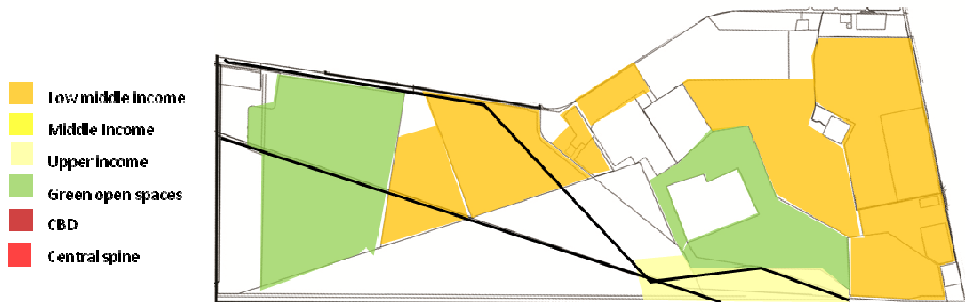 Low middle income
Middle Income
Upper income
Green open spaces
CBD
Central spine